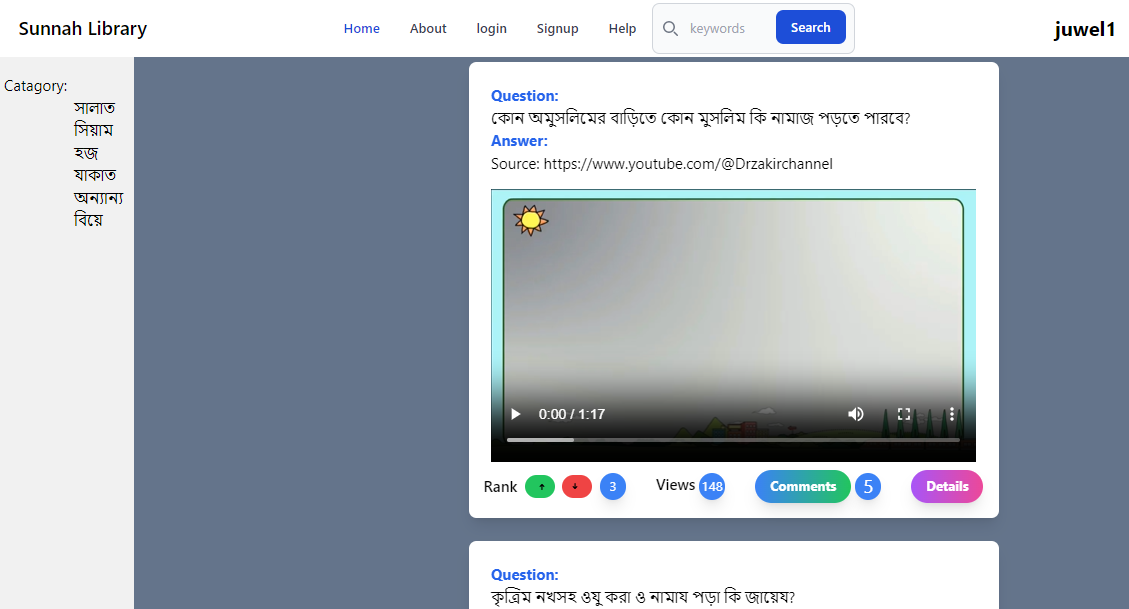 Sunnah Library
Home
About
login
Signup
Help
keywords
Search
juwel1
Catagory:
সালাত
সিয়াম
হজ
যাকাত
অন্যান্য
বিয়ে
Question:
কোন অমুসলিমের বাড়িতে কোন মুসলিম কি নামাজ পড়তে পারবে?
Answer:
Source: https://www.youtube.com/@Drzakirchannel
0:00 / 1:17
Rank
3
Views 148
Comments 5
Details
Question:
কৃত্রিম নখসহ ওযু করা ও নামায পড়া কি জায়েয?